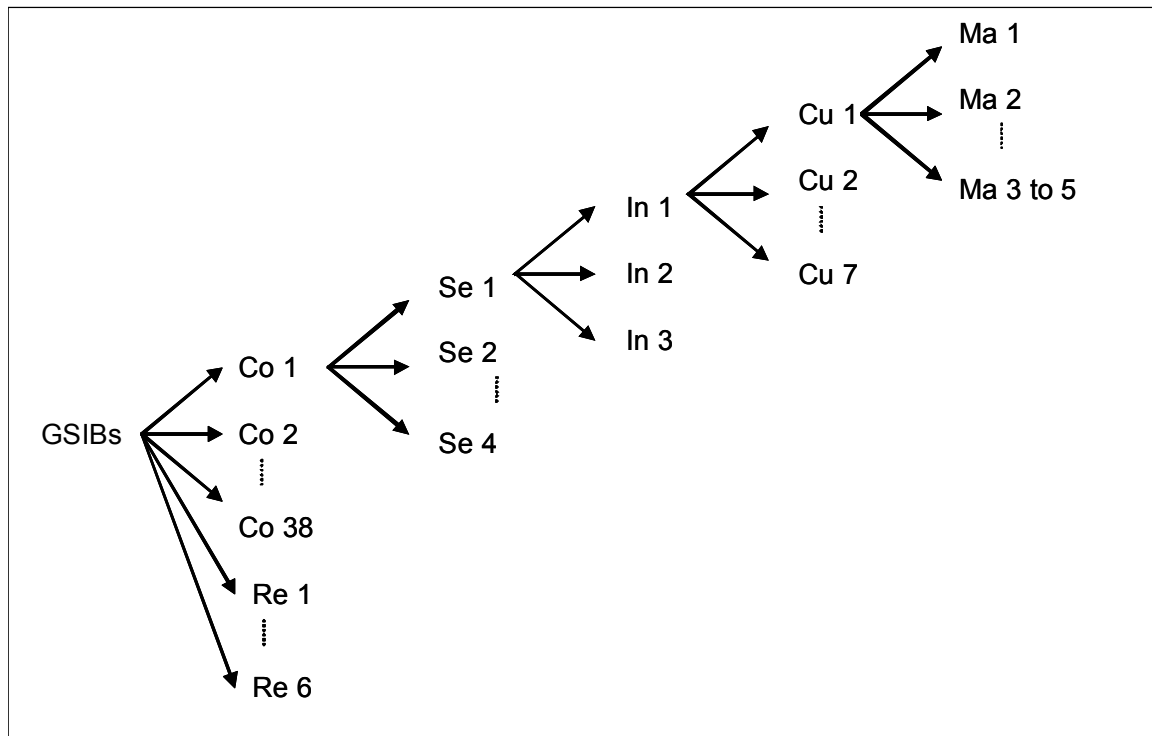 GSIBs
Co 1
Co 2
Co 38
Re 1
Re 6
Se 1
Se 2
Se 4
In 1
In 2
In 3
Cu 1
Cu 2
Cu 7
Ma 1
Ma 2
Ma 3 to 5